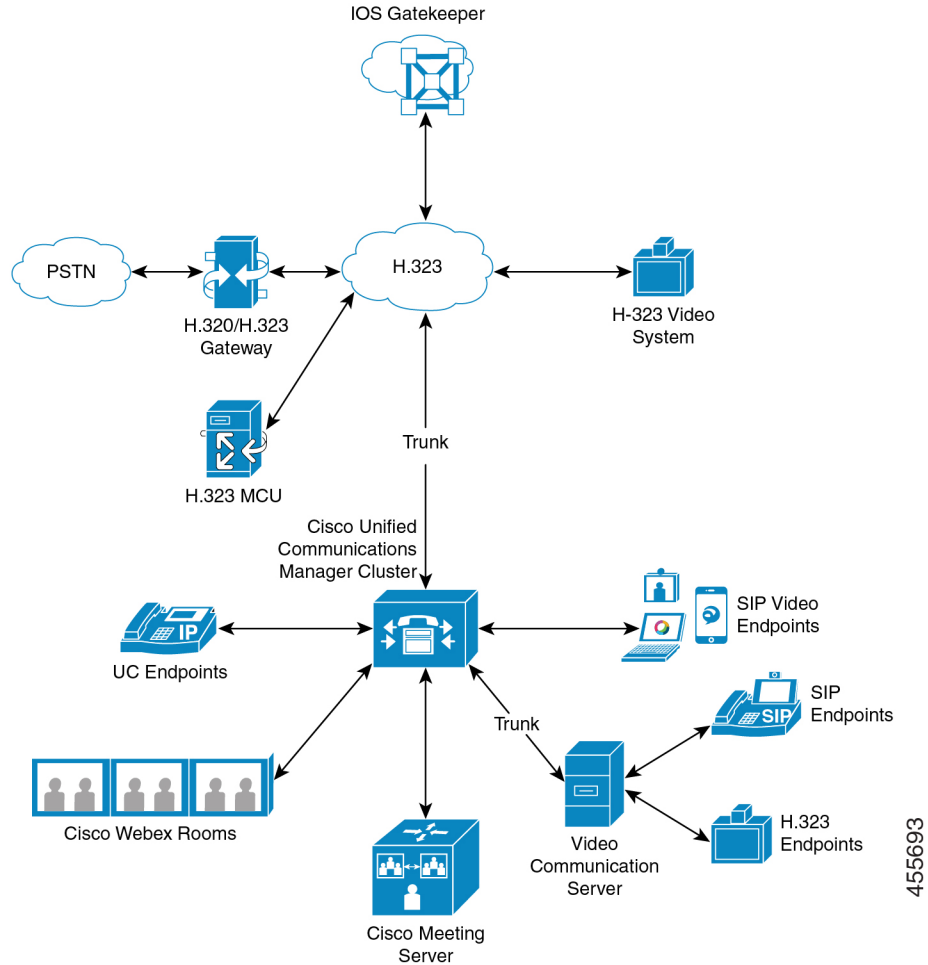 IOS Gatekeeper
PSTN
H.323
H.320/H.323
Gateway
H-323 Video
System
H.323 MCU
Trunk
Cisco Unified
Communications
Manager Cluster
IP
UC Endpoints
SIP Video
Endpoints
Trunk
SIP
SIP
Endpoints
Cisco Webex Rooms
Video
Communication
Server
H.323
Endpoints
Cisco Meeting
Server
455693